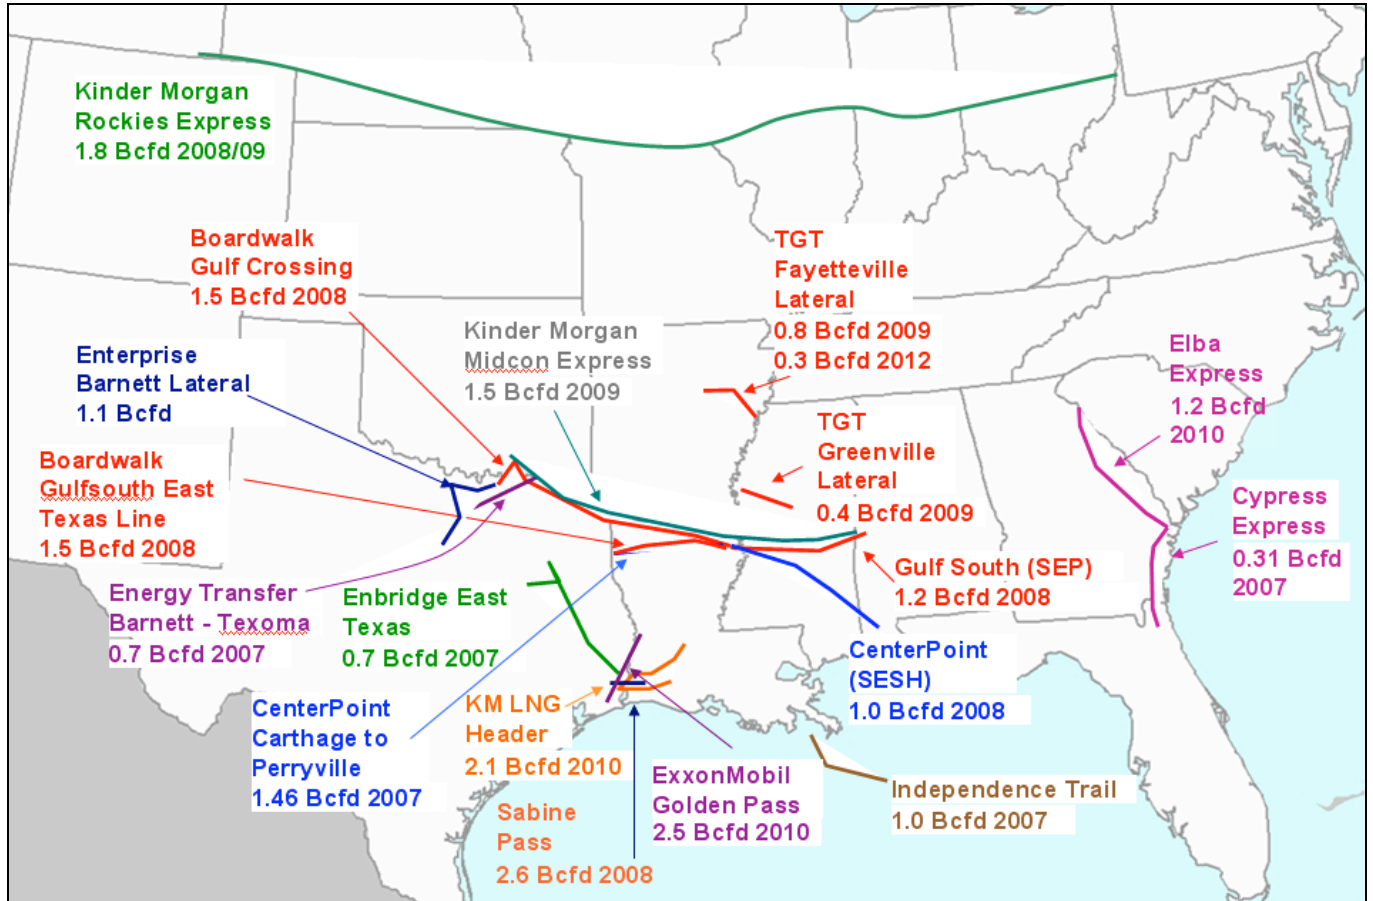 Kinder Morgan
Rockies Express
1.8 Bcfd 2008/09
Boardwalk
Gulf Crossing
1.5 Bcfd 2008
TGT
Fayetteville
Lateral
0.8 Bcfd 2009
0.3 Bcfd 2012
Kinder Morgan
Midcon Express
1.5 Bcfd 2009
Enterprise
Barnett Lateral
1.1 Bcfd
Elba
Express
1.2 Bcfd
2010
TGT
Greenville
Lateral
0.4 Bcfd 2009
Boardwalk
Gulfsouth East
Texas Line
1.5 Bcfd 2008
Cypress
Express
0.31 Bcfd
2007
Gulf South (SEP)
1.2 Bcfd 2008
Energy Transfer
Barnett - Texoma
0.7 Bcfd 2007
Enbridge East
Texas
0.7 Bcfd 2007
CenterPoint
(SESH)
1.0 Bcfd 2008
CenterPoint
Carthage to
Perryville
1.46 Bcfd 2007
KM LNG
Header
2.1 Bcfd 2010
ExxonMobil
Golden Pass
2.5 Bcfd 2010
Independence Trail
1.0 Bcfd 2007
Sabine
Pass
2.6 Bcfd 2008